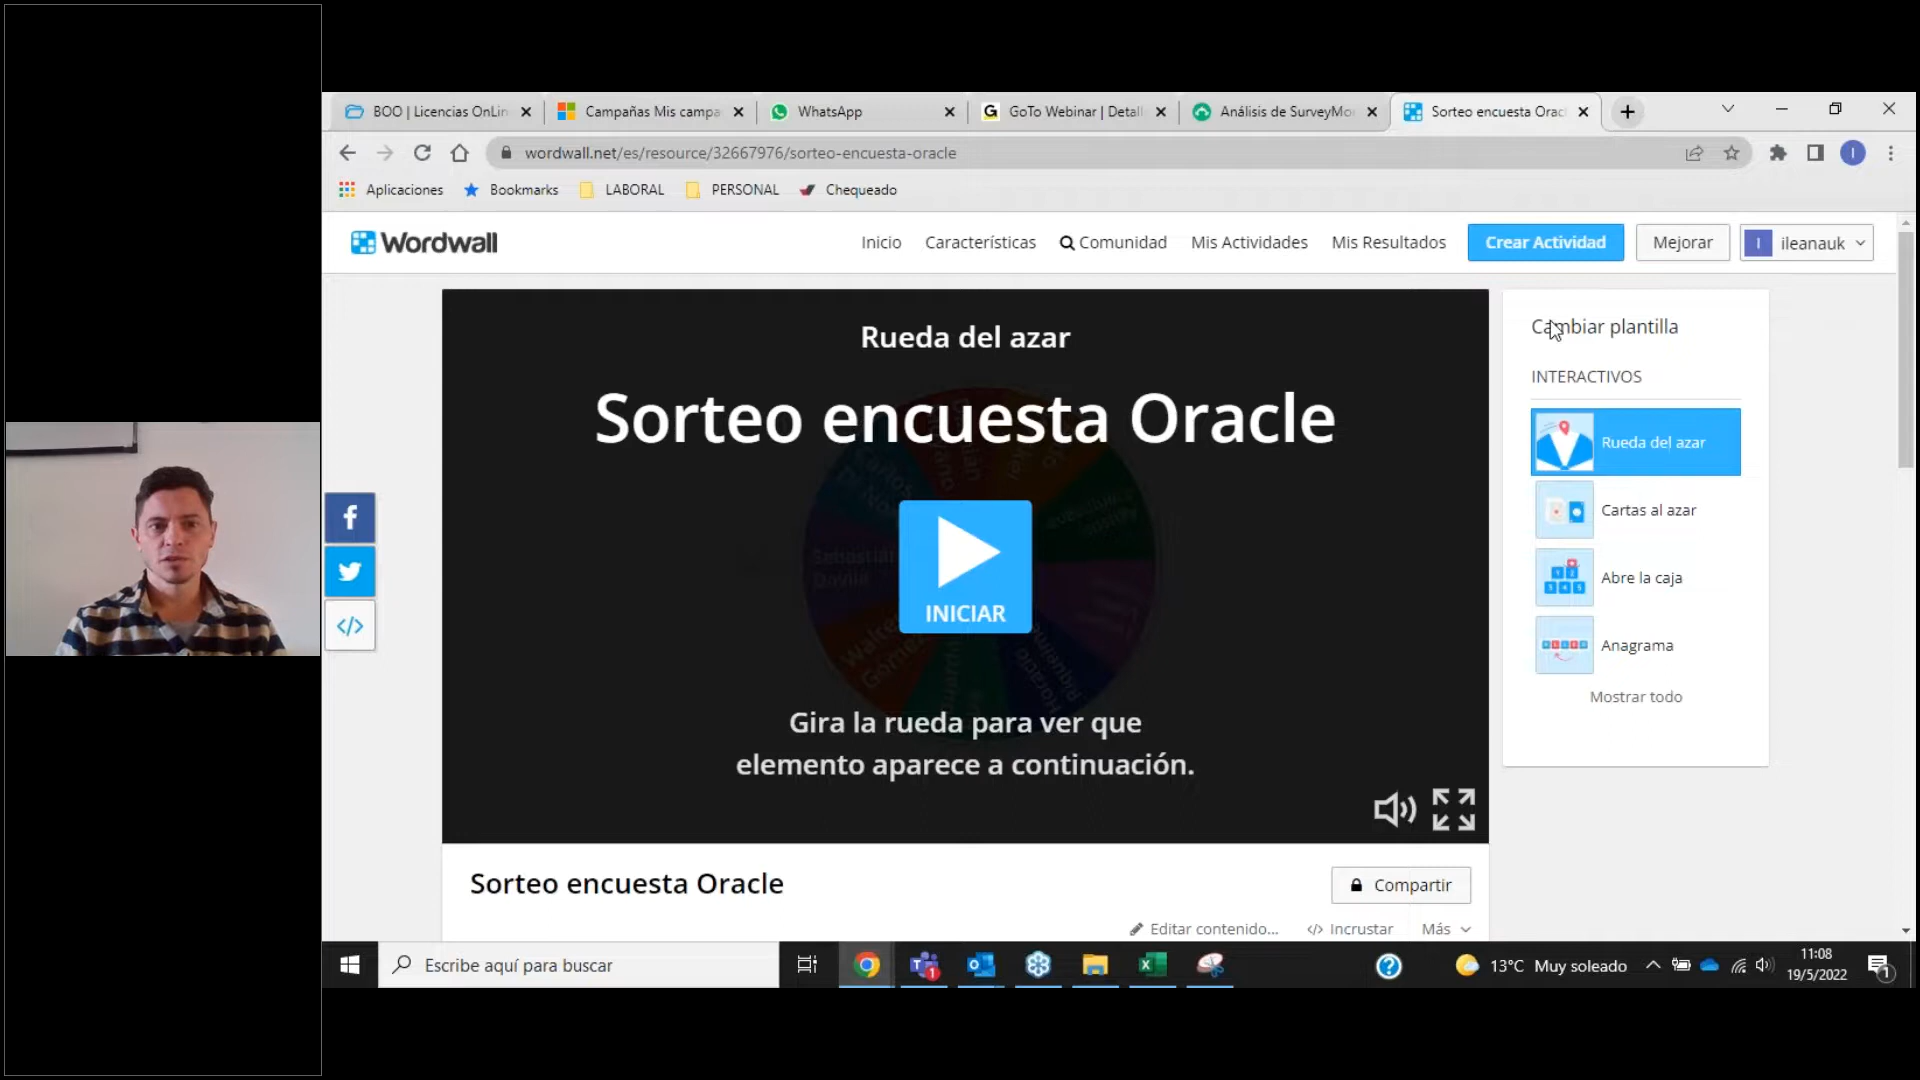 BOO | Licencias OnLin
Campañas Mis campa
WhatsApp
GoTo Webinar | Detall
Análisis de SurveyMo
Sorteo encuesta Orac
wordwall.net/es/resource/32667976/sorteo-encuesta-oracle
I
Aplicaciones
Bookmarks
LABORAL
PERSONAL
Chequeado
Wordwall
Inicio
Características
Comunidad
Mis Actividades
Mis Resultados
Crear Actividad
Mejorar
I ileanauk
Rueda del azar
Sorteo encuesta Oracle
INICIAR
Gira la rueda para ver que
elemento aparece a continuación.
Cambiar plantilla
INTERACTIVOS
Rueda del azar
Cartas al azar
Abre la caja
Anagrama
Mostrar todo
Sorteo encuesta Oracle
Compartir
Editar contenido...
Incrustar
Más
Escribe aquí para buscar
13°C Muy soleado
11:08
19/5/2022